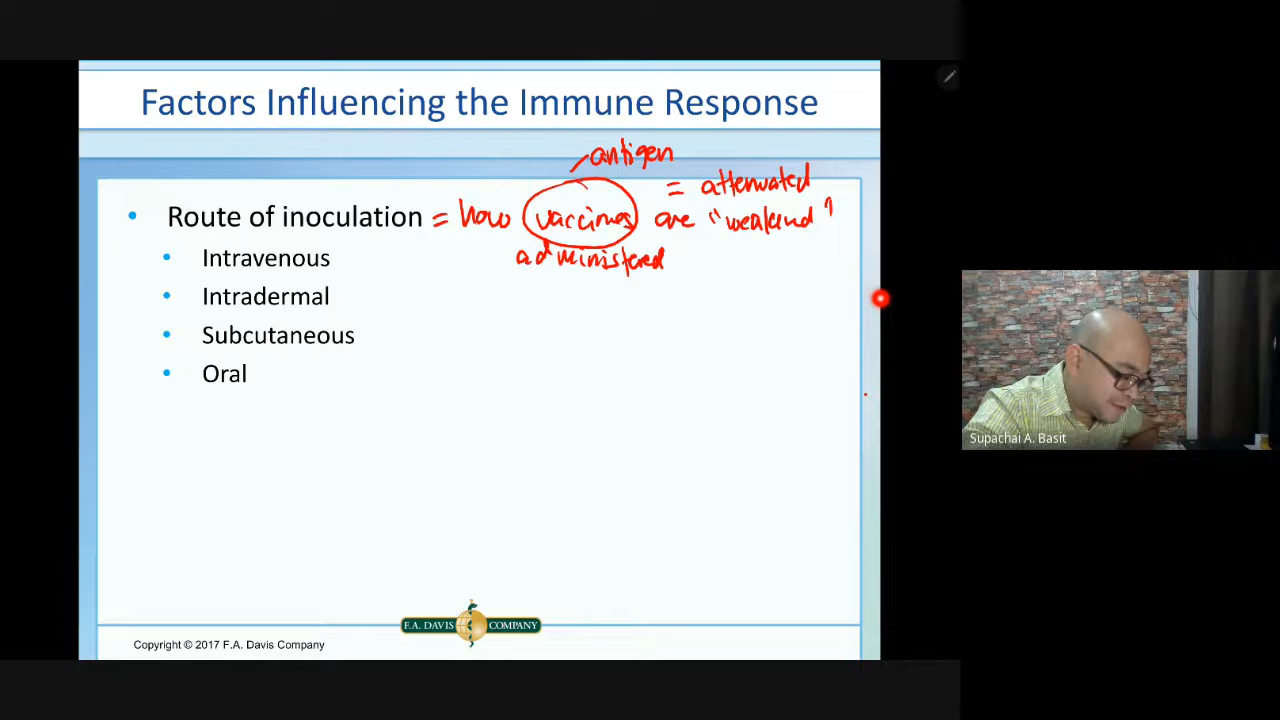 Factors Influencing the Immune Response
antigen
= attenuated
• Route of inoculation = how vaccines are "weakend"
administered
• Intravenous
• Intradermal
• Subcutaneous
• Oral
Supachai A. Basit
F.A. DAVIS COMPANY
Copyright © 2017 F.A. Davis Company